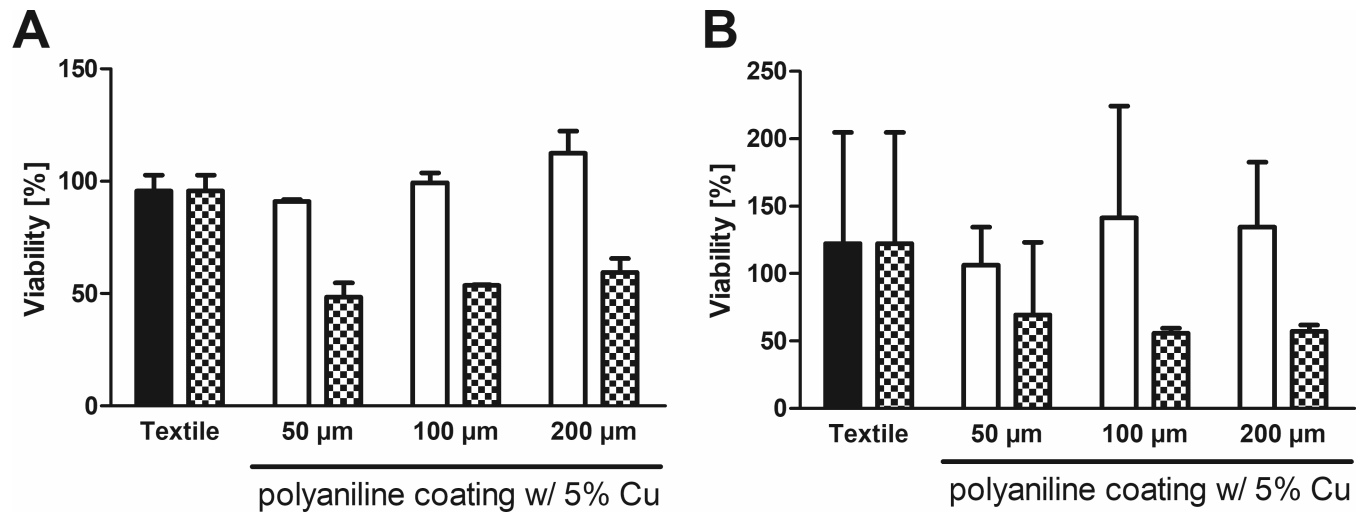 A
Viability [%]
150
100
50
0
Textile
50 µm
100 µm
200 µm
polyaniline coating w/ 5% Cu
B
Viability [%]
250
200
150
100
50
0
Textile
50 µm
100 µm
200 µm
polyaniline coating w/ 5% Cu